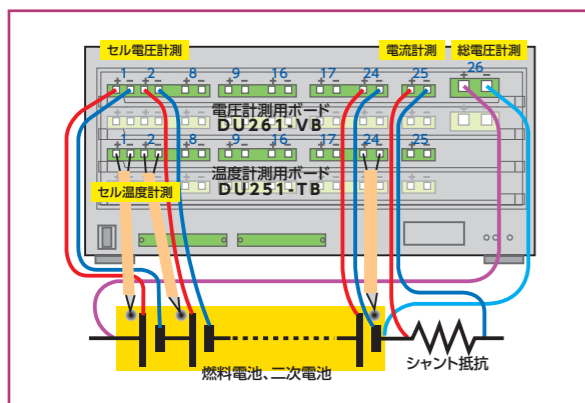 セル電圧計測 電流計測 総電圧計測
+ 1 - + 2 - + 8 - + 9 - + 16 - + 17 - + 24 - + 25 - + 26 -
電圧計測用ボード
DU261-VB
+ 1 - + 2 - + 8 - + 9 - + 16 - + 17 - + 24 - + 25 -
温度計測用ボード
DU251-TB
セル温度計測
燃料電池、二次電池
シャント抵抗